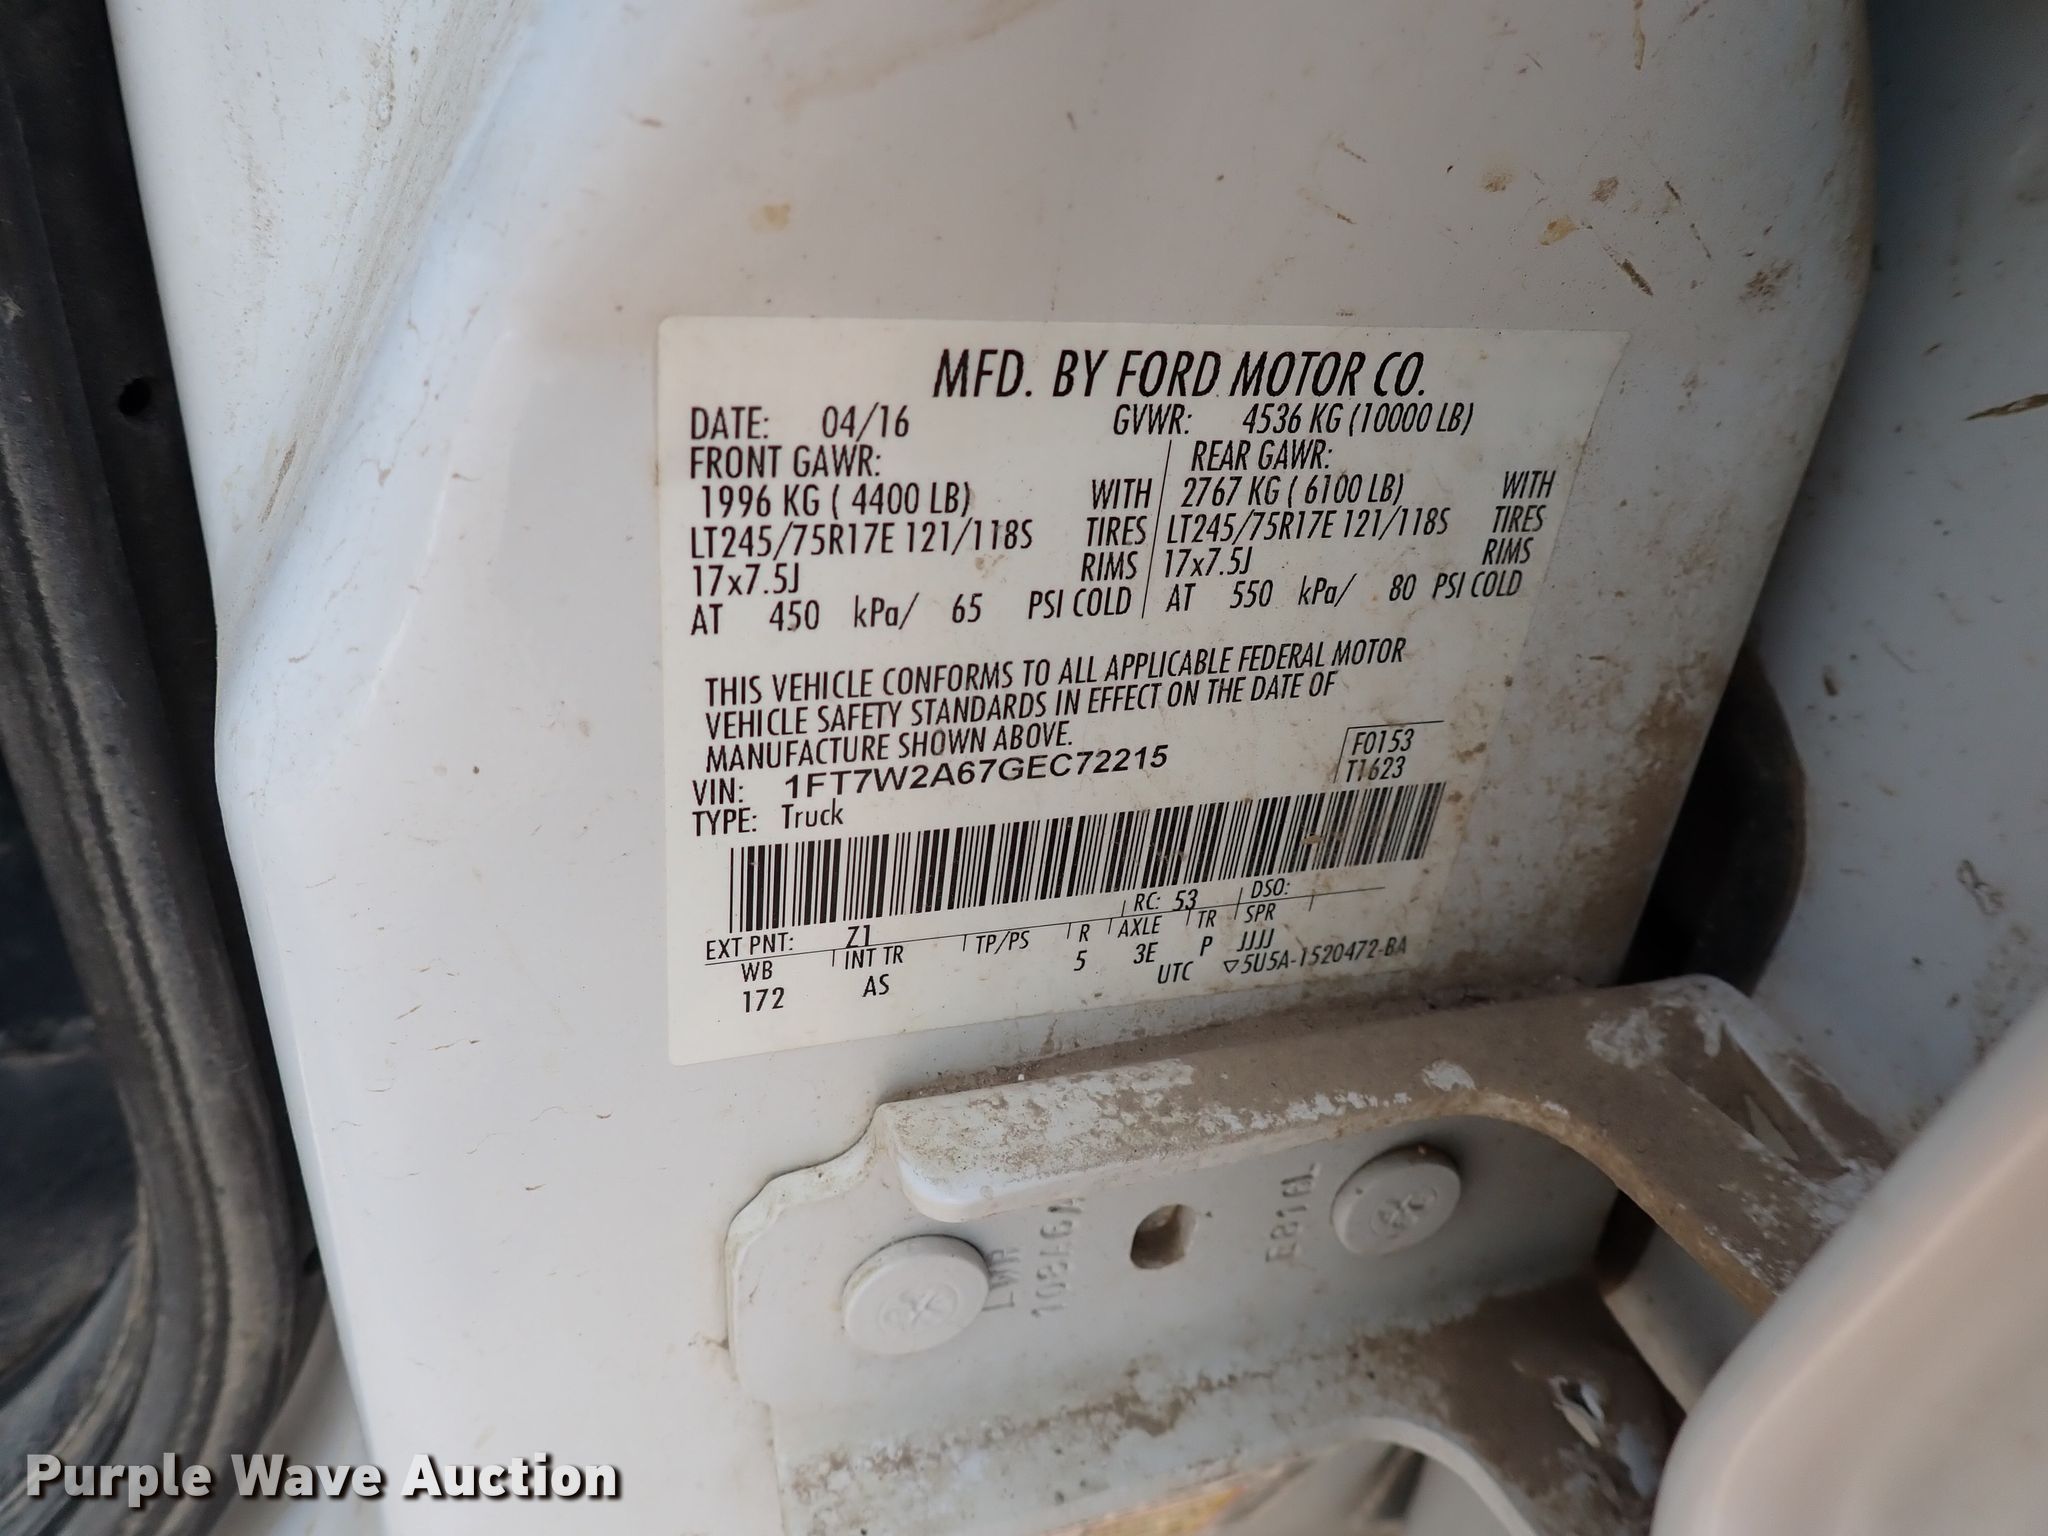 MFD. BY FORD MOTOR CO.
DATE: 04/16 GVWR: 4536 KG (10000 LB)
FRONT GAWR: REAR GAWR:
1996 KG ( 4400 LB) WITH 2767 KG ( 6100 LB) WITH
LT245/75R17E 121/118S TIRES LT245/75R17E 121/118S TIRES
17x7.5J RIMS 17x7.5J RIMS
AT 450 kPa/ 65 PSI COLD AT 550 kPa/ 80 PSI COLD
THIS VEHICLE CONFORMS TO ALL APPLICABLE FEDERAL MOTOR
VEHICLE SAFETY STANDARDS IN EFFECT ON THE DATE OF
MANUFACTURE SHOWN ABOVE.
VIN: 1FT7W2A67GEC72215
F0153
T1623
TYPE: Truck
EXT PNT: Z1 RC: 53 DSO:
WB INT TR TP/PS R AXLE TR SPR
172 AS 5 3E P JJJJ
UTC ▽5U5A-1520472-BA
LWR
Purple Wave Auction